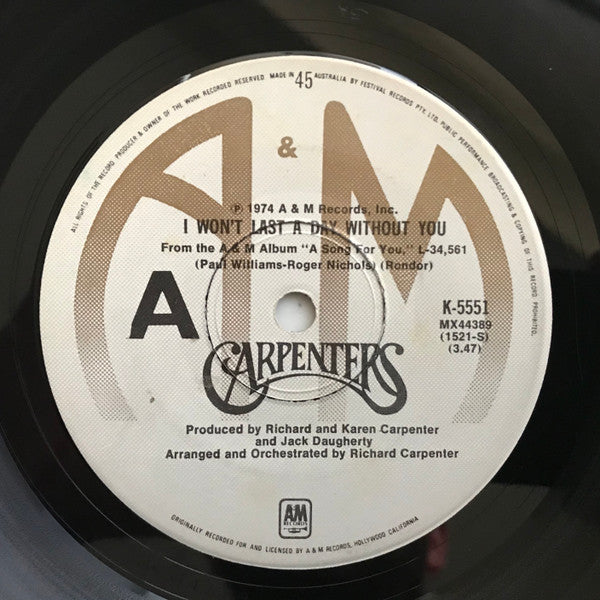 ALL RIGHTS OF THE RECORD PRODUCER & OWNER OF THE WORK RECORDED RESERVED MADE IN 45 AUSTRALIA BY FESTIVAL RECORDS PTY. LTD. PUBLIC PERFORMANCE, BROADCASTING & COPYING OF THIS RECORD PROHIBITED.
A & M
℗ 1974 A & M Records, Inc.
I WON'T LAST A DAY WITHOUT YOU
From the A & M Album "A Song For You," L-34,561
(Paul Williams-Roger Nichols) (Rondor)
A
K-5551
MX44389
(1521-S)
(3.47)
CARPENTERS
Produced by Richard and Karen Carpenter
and Jack Daugherty
Arranged and Orchestrated by Richard Carpenter
A&M
RECORDS
ORIGINALLY RECORDED FOR AND LICENSED BY A & M RECORDS, HOLLYWOOD CALIFORNIA